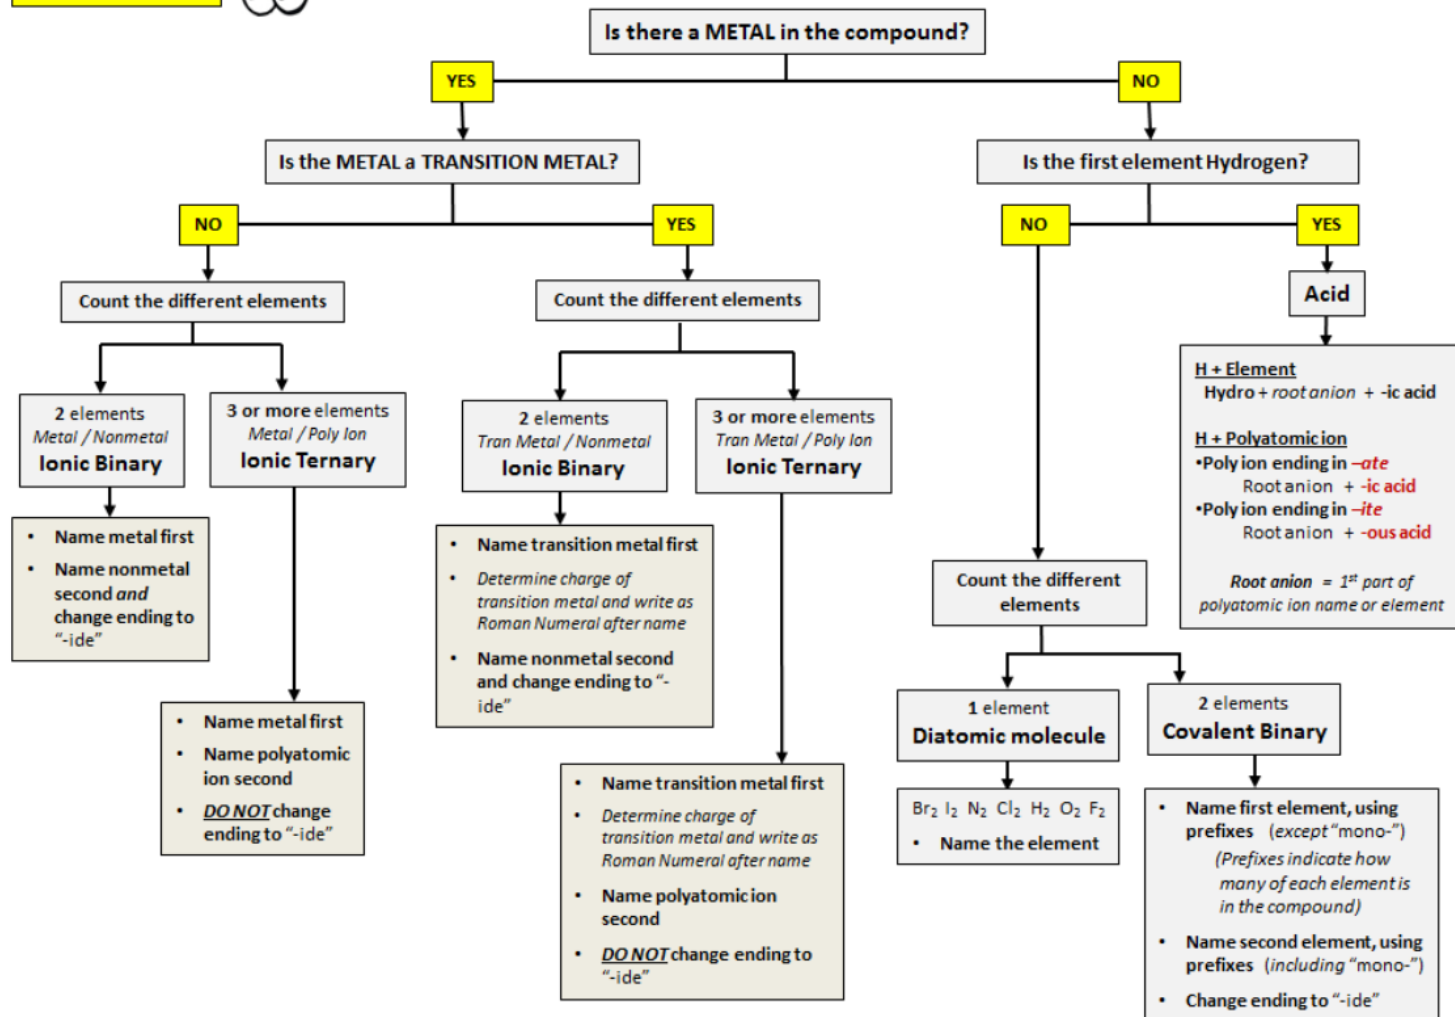 Is there a METAL in the compound?
YES
NO
Is the METAL a TRANSITION METAL?
Is the first element Hydrogen?
NO
YES
NO
YES
Count the different elements
Count the different elements
Acid
2 elements
Metal / Nonmetal
Ionic Binary
3 or more elements
Metal / Poly Ion
Ionic Ternary
2 elements
Tran Metal / Nonmetal
Ionic Binary
3 or more elements
Tran Metal / Poly Ion
Ionic Ternary
H + Element
Hydro + root anion + -ic acid
H + Polyatomic ion
•Poly ion ending in –ate
Root anion + -ic acid
•Poly ion ending in –ite
Root anion + -ous acid
Root anion = 1st part of
polyatomic ion name or element
• Name metal first
• Name nonmetal
second and
change ending to
"-ide"
• Name transition metal first
• Determine charge of
transition metal and write as
Roman Numeral after name
• Name nonmetal second
and change ending to "-
ide"
Count the different
elements
• Name metal first
• Name polyatomic
ion second
• DO NOT change
ending to "-ide"
• Name transition metal first
• Determine charge of
transition metal and write as
Roman Numeral after name
• Name polyatomic ion
second
• DO NOT change ending to
"-ide"
1 element
Diatomic molecule
2 elements
Covalent Binary
Br₂ I₂ N₂ Cl₂ H₂ O₂ F₂
• Name the element
• Name first element, using
prefixes (except "mono-")
(Prefixes indicate how
many of each element is
in the compound)
• Name second element, using
prefixes (including "mono-")
• Change ending to "-ide"